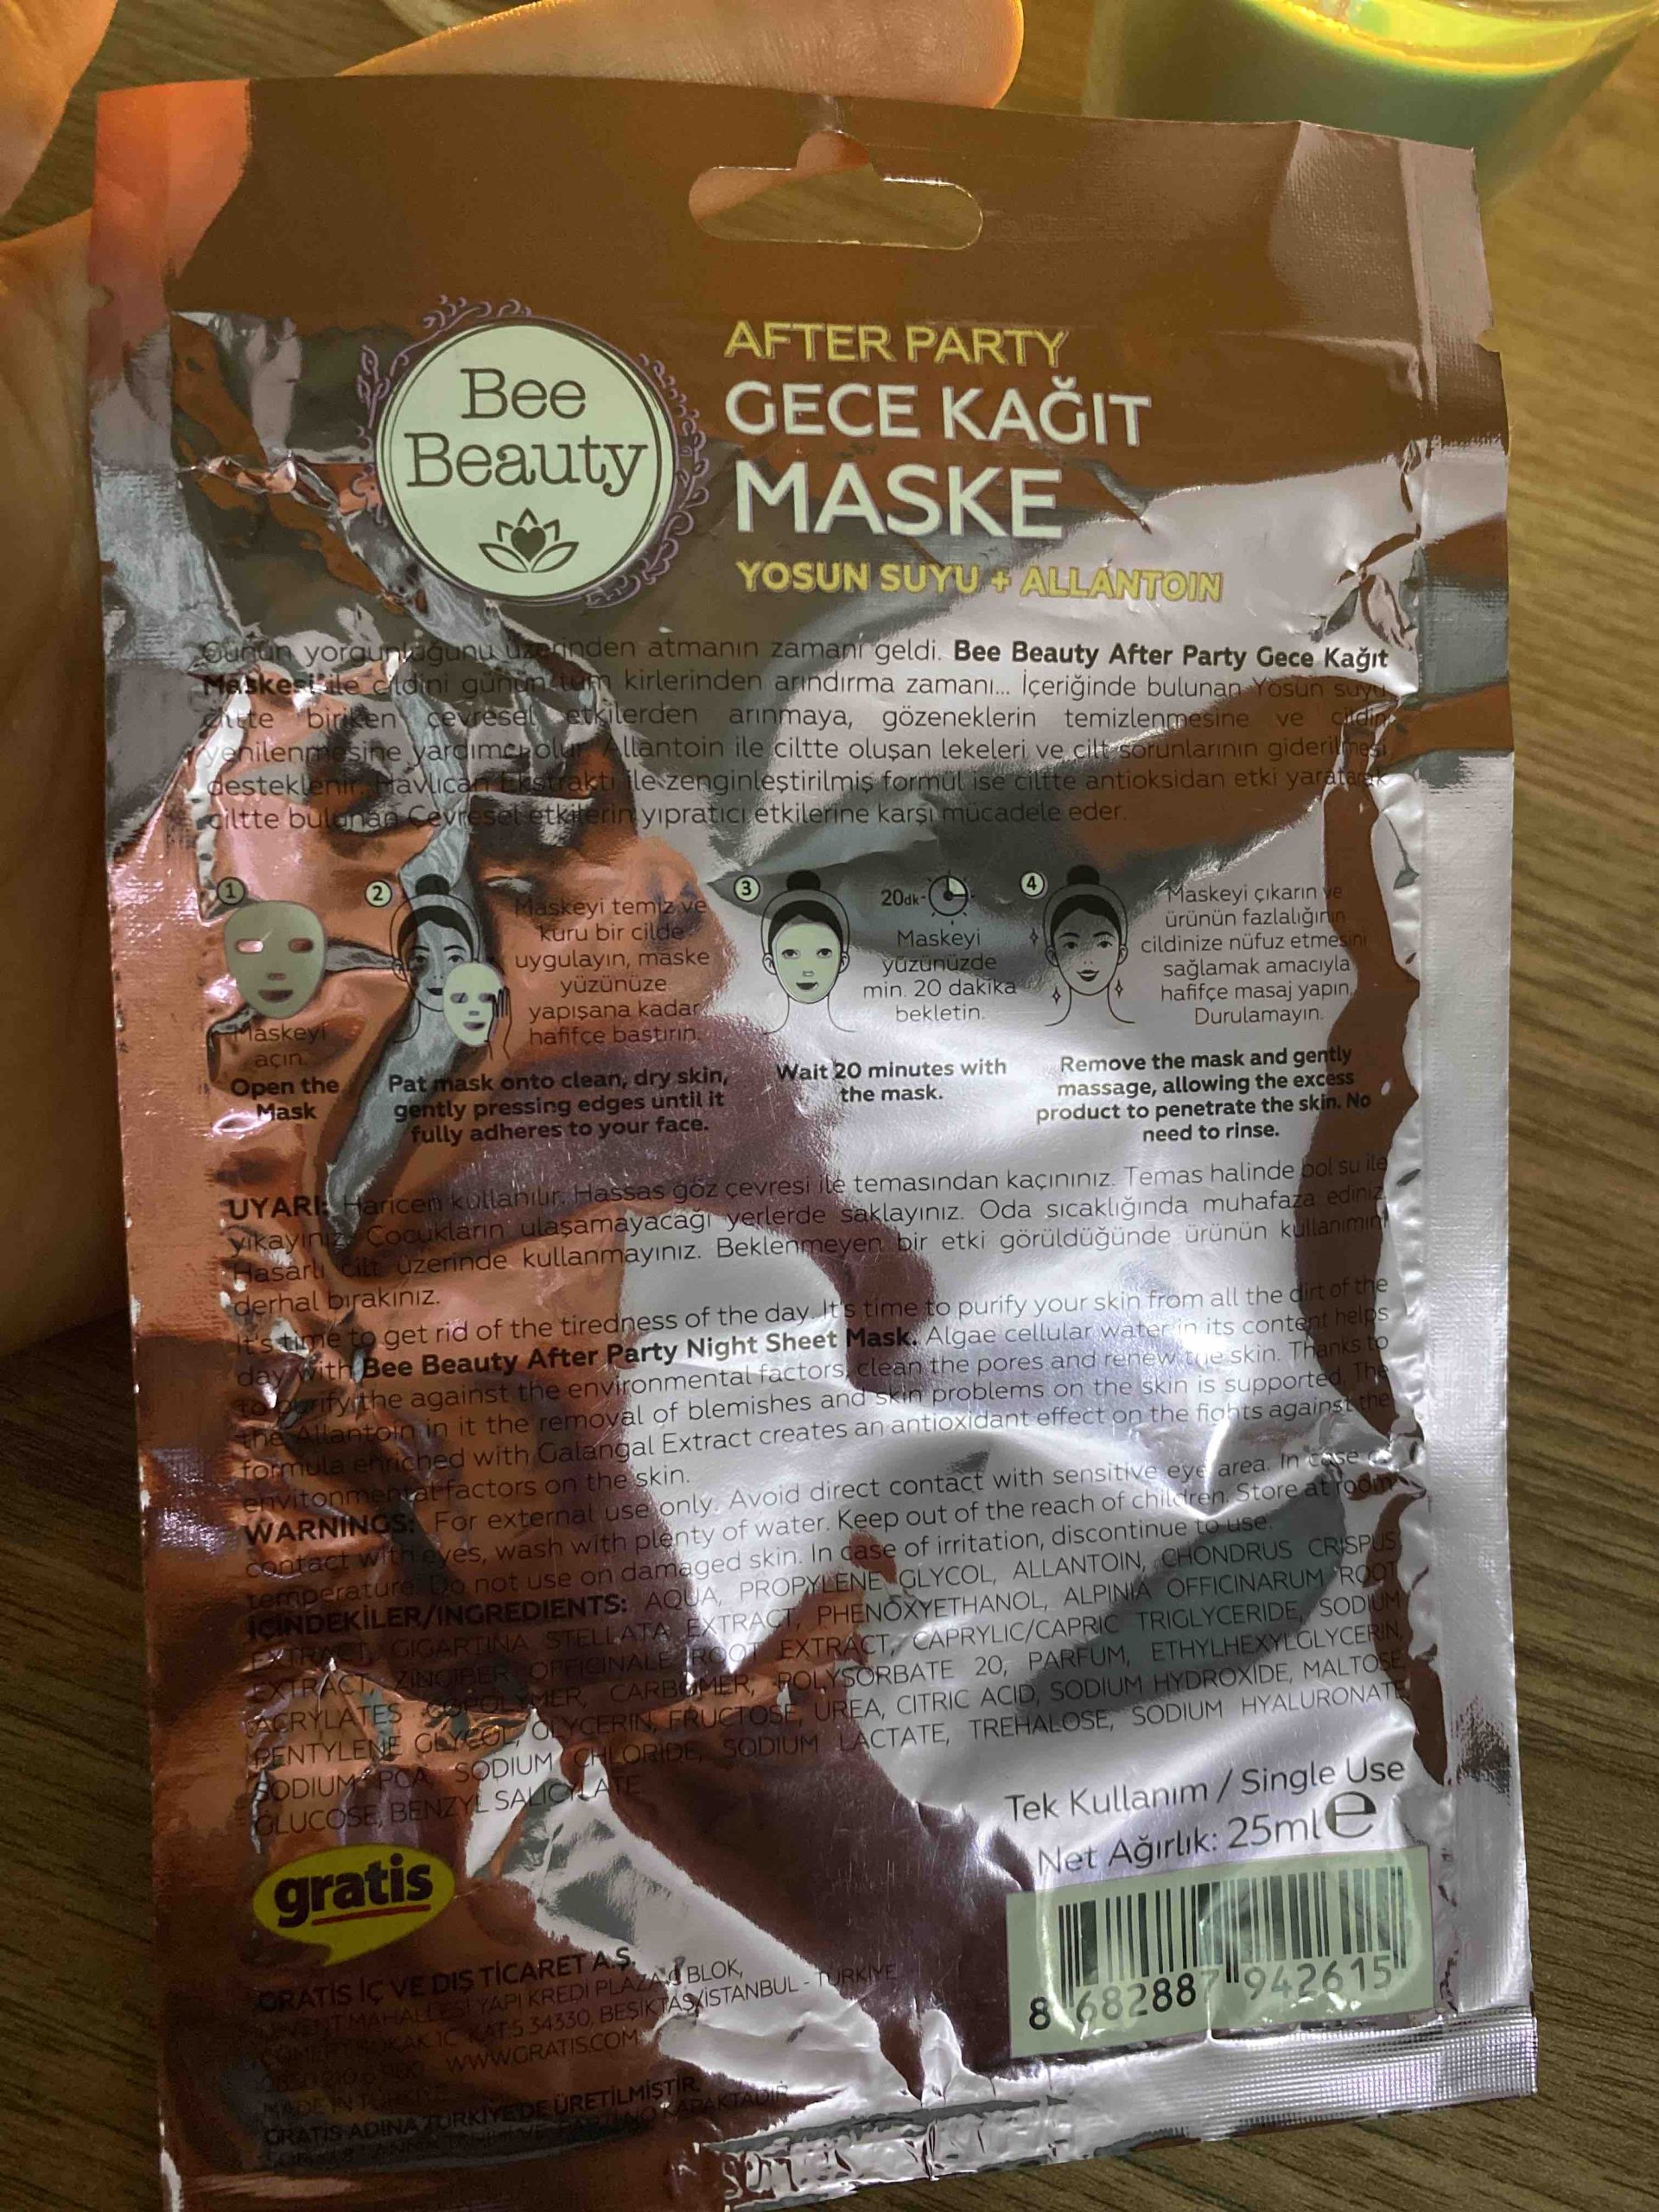 Bee
Beauty
AFTER PARTY
GECE KAĞIT
MASKE
YOSUN SUYU + ALLANTOIN
Günün yorgunluğunu üzerinden atmanın zamanı geldi. Bee Beauty After Party Gece Kağıt
Maskesi ile cildini günün tüm kirlerinden arındırma zamanı... İçeriğinde bulunan Yosun suyu
ciltte biriken çevresel etkilerden arınmaya, gözeneklerin temizlenmesine ve cildin
yenilenmesine yardımcı olur. Allantoin ile ciltte oluşan lekeleri ve cilt sorunlarının giderilmesi
desteklenir. Havlıcan Ekstraktı ile zenginleştirilmiş formül ise ciltte antioksidan etki yaratarak
ciltte bulunan Çevresel etkilerin yıpratıcı etkilerine karşı mücadele eder.
1
Maskeyi
açın.
Open the
Mask
2
Maskeyi temiz ve
kuru bir cilde
uygulayın, maske
yüzünüze
yapışana kadar
hafifçe bastırın.
Pat mask onto clean, dry skin,
gently pressing edges until it
fully adheres to your face.
3
20dk-
Maskeyi
yüzünüzde
min. 20 dakika
bekletin.
Wait 20 minutes with
the mask.
4
Maskeyi çıkarın ve
ürünün fazlalığının
cildinize nüfuz etmesini
sağlamak amacıyla
hafifçe masaj yapın.
Durulamayın.
Remove the mask and gently
massage, allowing the excess
product to penetrate the skin. No
need to rinse.
UYARI: Haricen kullanılır. Hassas göz çevresi ile temasından kaçınınız. Temas halinde bol su ile
yıkayınız. Çocukların ulaşamayacağı yerlerde saklayınız. Oda sıcaklığında muhafaza ediniz.
Hasarlı cilt üzerinde kullanmayınız. Beklenmeyen bir etki görüldüğünde ürünün kullanımını
derhal bırakınız.
It's time to get rid of the tiredness of the day. It's time to purify your skin from all the dirt of the
day with Bee Beauty After Party Night Sheet Mask. Algae cellular water in its content helps
to purify the against the environmental factors, clean the pores and renew the skin. Thanks to
the Allantoin in it the removal of blemishes and skin problems on the skin is supported. The
formula enriched with Galangal Extract creates an antioxidant effect on the fights against the
envitonmental factors on the skin.
WARNINGS: For external use only. Avoid direct contact with sensitive eye area. In case of
contact with eyes, wash with plenty of water. Keep out of the reach of children. Store at room
temperature. Do not use on damaged skin. In case of irritation, discontinue to use.
İÇİNDEKİLER/INGREDIENTS: AQUA, PROPYLENE GLYCOL, ALLANTOIN, CHONDRUS CRISPUS
EXTRACT, GIGARTINA STELLATA EXTRACT, PHENOXYETHANOL, ALPINIA OFFICINARUM ROOT
EXTRACT, ZINGIBER OFFICINALE ROOT EXTRACT, CAPRYLIC/CAPRIC TRIGLYCERIDE, SODIUM
ACRYLATES COPOLYMER, CARBOMER, POLYSORBATE 20, PARFUM, ETHYLHEXYLGLYCERIN,
PENTYLENE GLYCOL, GLYCERIN, FRUCTOSE, UREA, CITRIC ACID, SODIUM HYDROXIDE, MALTOSE,
SODIUM PCA, SODIUM CHLORIDE, SODIUM LACTATE, TREHALOSE, SODIUM HYALURONATE
GLUCOSE, BENZYL SALICYLATE
Tek Kullanım / Single Use
Net Ağırlık: 25ml e
gratis
GRATİS İÇ VE DIŞ TİCARET A.Ş.
LEVENT MAHALLESİ YAPI KREDİ PLAZA C BLOK,
CÖMERT SOKAK 1C KAT:5 34330, BEŞİKTAŞ/İSTANBUL - TÜRKİYE
WWW.GRATIS.COM
MADE IN
GRATİS ADINA TÜRKİYE'DE ÜRETİLMİŞTİR.
KAPAKTADIR
8 682887 942615